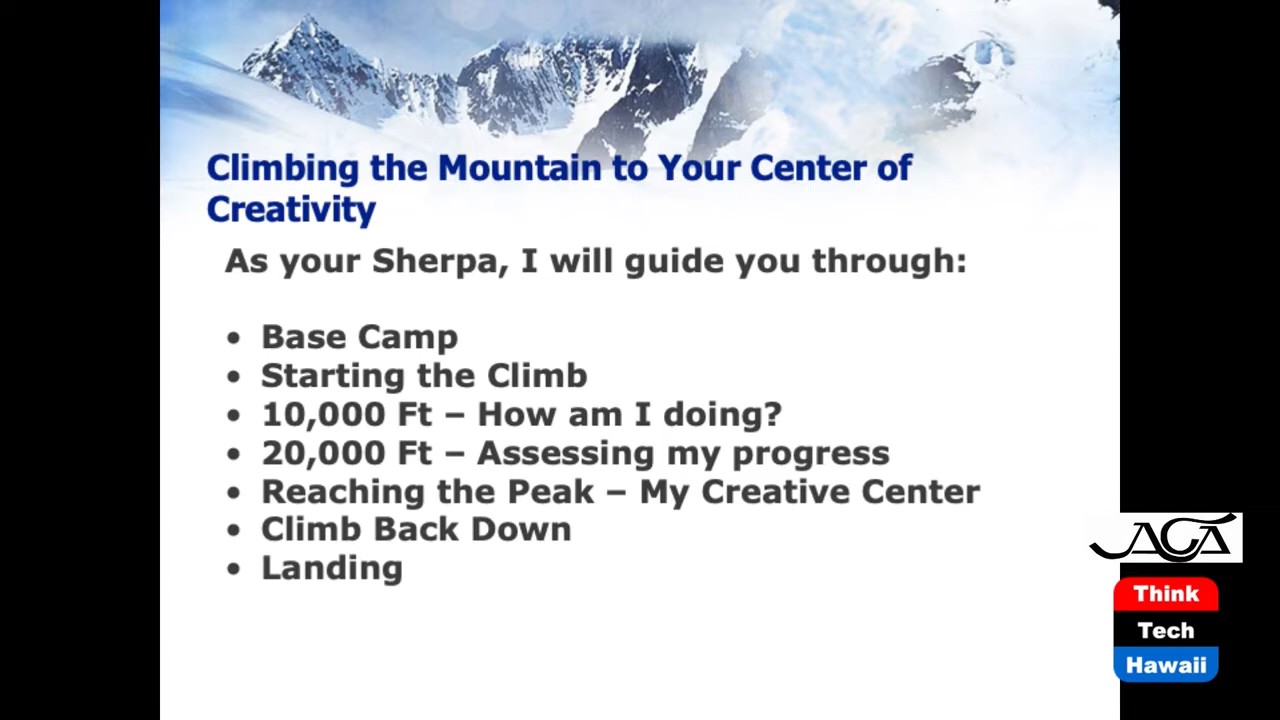 Climbing the Mountain to Your Center of
Creativity
As your Sherpa, I will guide you through:
• Base Camp
• Starting the Climb
• 10,000 Ft – How am I doing?
• 20,000 Ft – Assessing my progress
• Reaching the Peak – My Creative Center
• Climb Back Down
• Landing
JAGA
Think
Tech
Hawaii